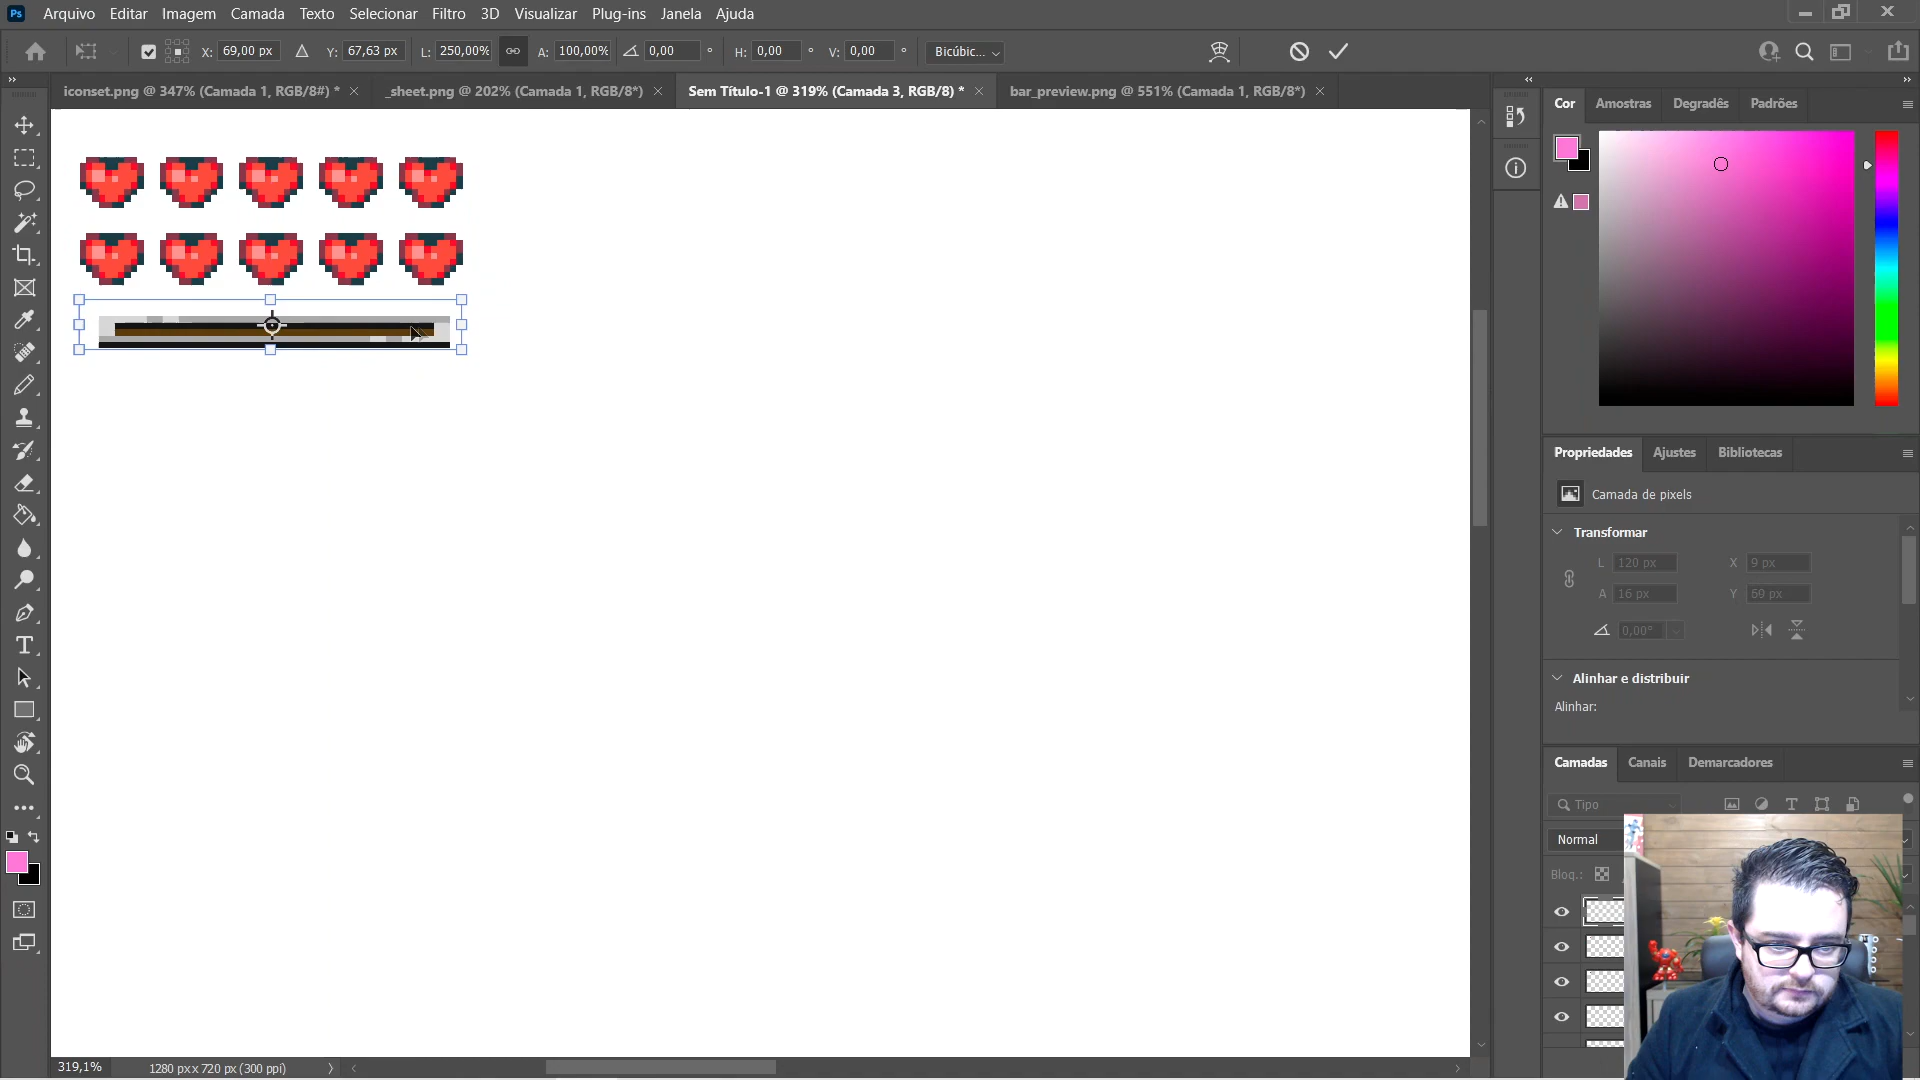 Ps Arquivo Editar Imagem Camada Texto Selecionar Filtro 3D Visualizar Plug-ins Janela Ajuda
X: 69,00 px Y: 67,63 px L: 250,00% A: 100,00% 0,00 ° H: 0,00 ° V: 0,00 ° Bicúbic...
iconset.png @ 347% (Camada 1, RGB/8#) * _sheet.png @ 202% (Camada 1, RGB/8*) Sem Título-1 @ 319% (Camada 3, RGB/8) * bar_preview.png @ 551% (Camada 1, RGB/8*)
Cor Amostras Degradês Padrões
Propriedades Ajustes Bibliotecas
Camada de pixels
Transformar
L 120 px X 9 px
A 16 px Y 69 px
0,00°
Alinhar e distribuir
Alinhar:
Camadas Canais Demarcadores
Tipo
Normal
Bloq.:
319,1% 1280 px x 720 px (300 ppi)